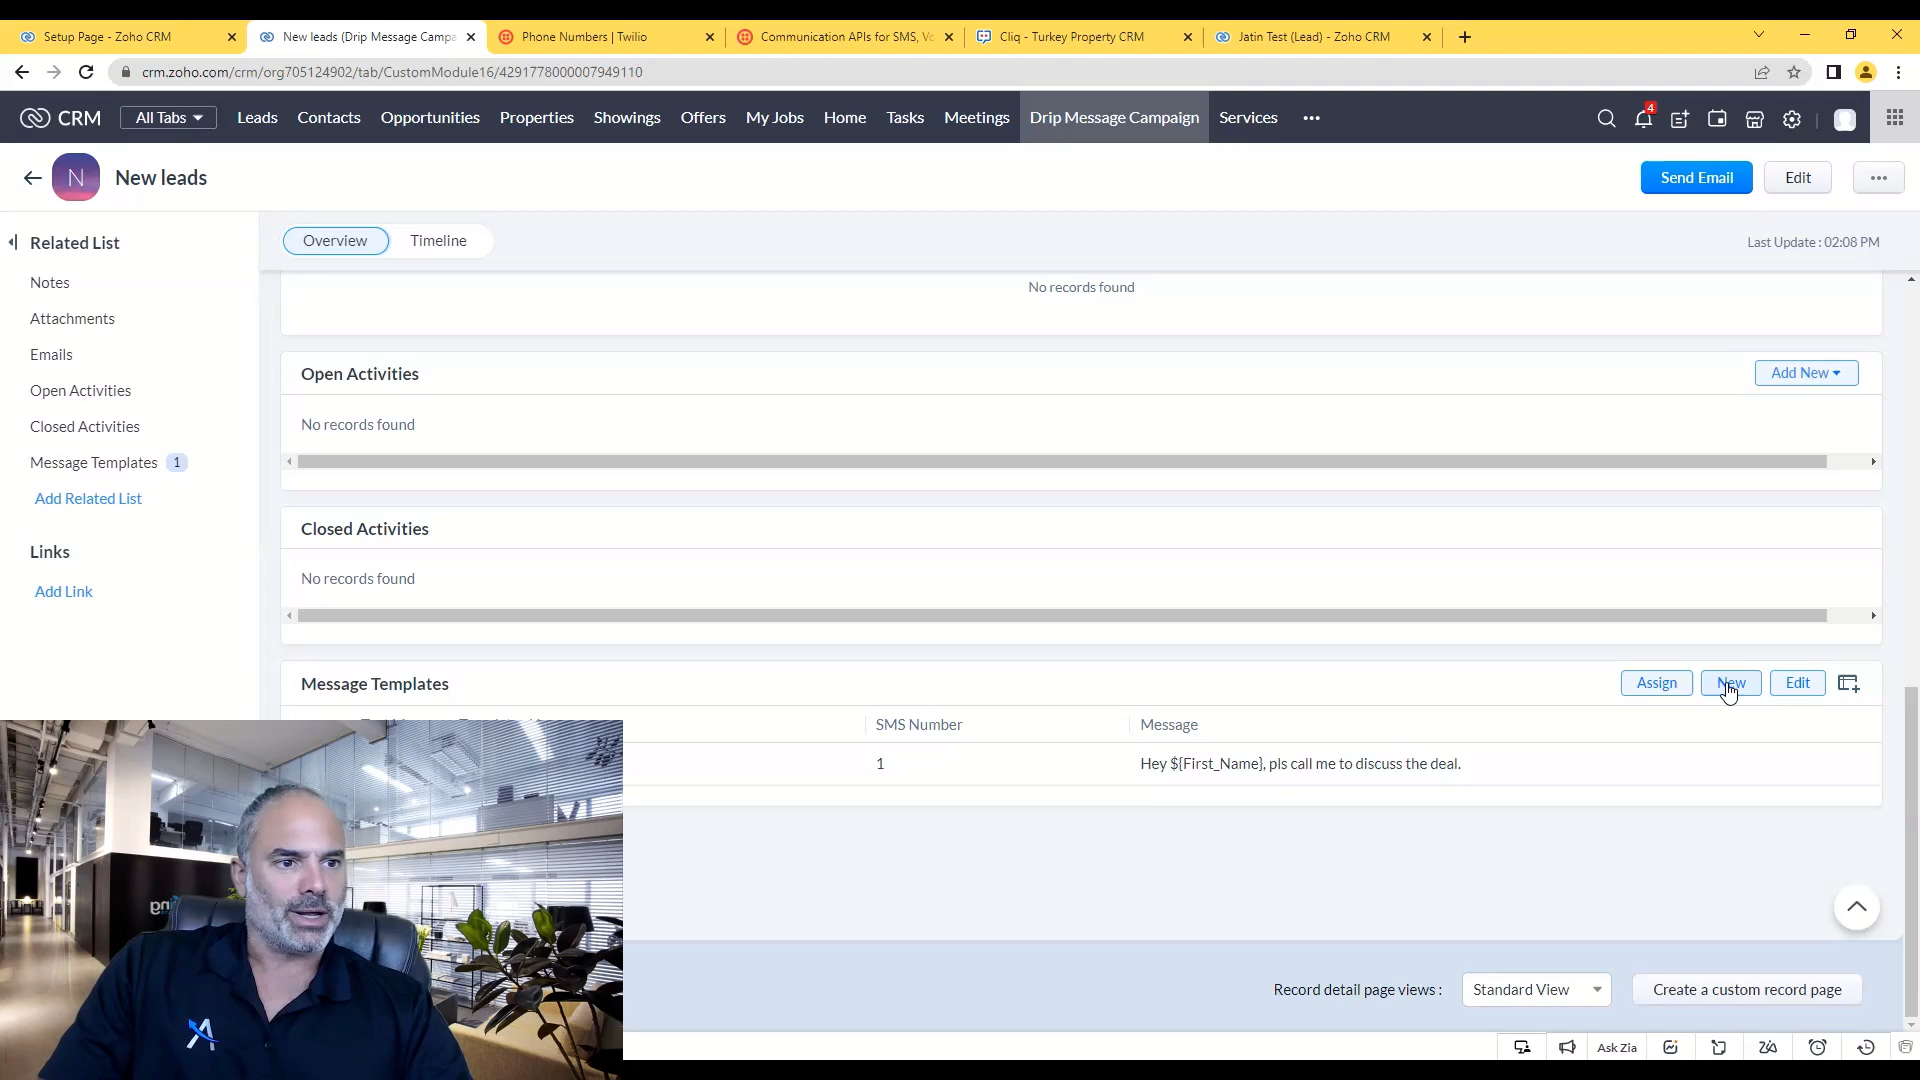 Setup Page - Zoho CRM
New leads (Drip Message Campa
Phone Numbers | Twilio
Communication APIs for SMS, Vo
Cliq - Turkey Property CRM
Jatin Test (Lead) - Zoho CRM
crm.zoho.com/crm/org705124902/tab/CustomModule16/4291778000007949110
CRM
All Tabs
Leads
Contacts
Opportunities
Properties
Showings
Offers
My Jobs
Home
Tasks
Meetings
Drip Message Campaign
Services
4
N
New leads
Send Email
Edit
Related List
Overview
Timeline
Last Update : 02:08 PM
Notes
Attachments
Emails
Open Activities
Closed Activities
Message Templates 1
Add Related List
Links
Add Link
No records found
Open Activities
Add New
No records found
Closed Activities
No records found
Message Templates
Assign
New
Edit
SMS Number
Message
1
Hey ${First_Name}, pls call me to discuss the deal.
Record detail page views :
Standard View
Create a custom record page
Ask Zia